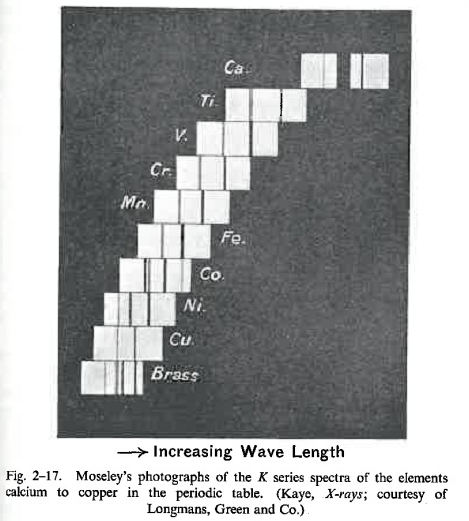 Ca.
Ti.
V.
Cr.
Mn.
Fe.
Co.
Ni.
Cu.
Brass
→ Increasing Wave Length
Fig. 2–17. Moseley's photographs of the K series spectra of the elements
calcium to copper in the periodic table. (Kaye, X-rays; courtesy of
Longmans, Green and Co.)